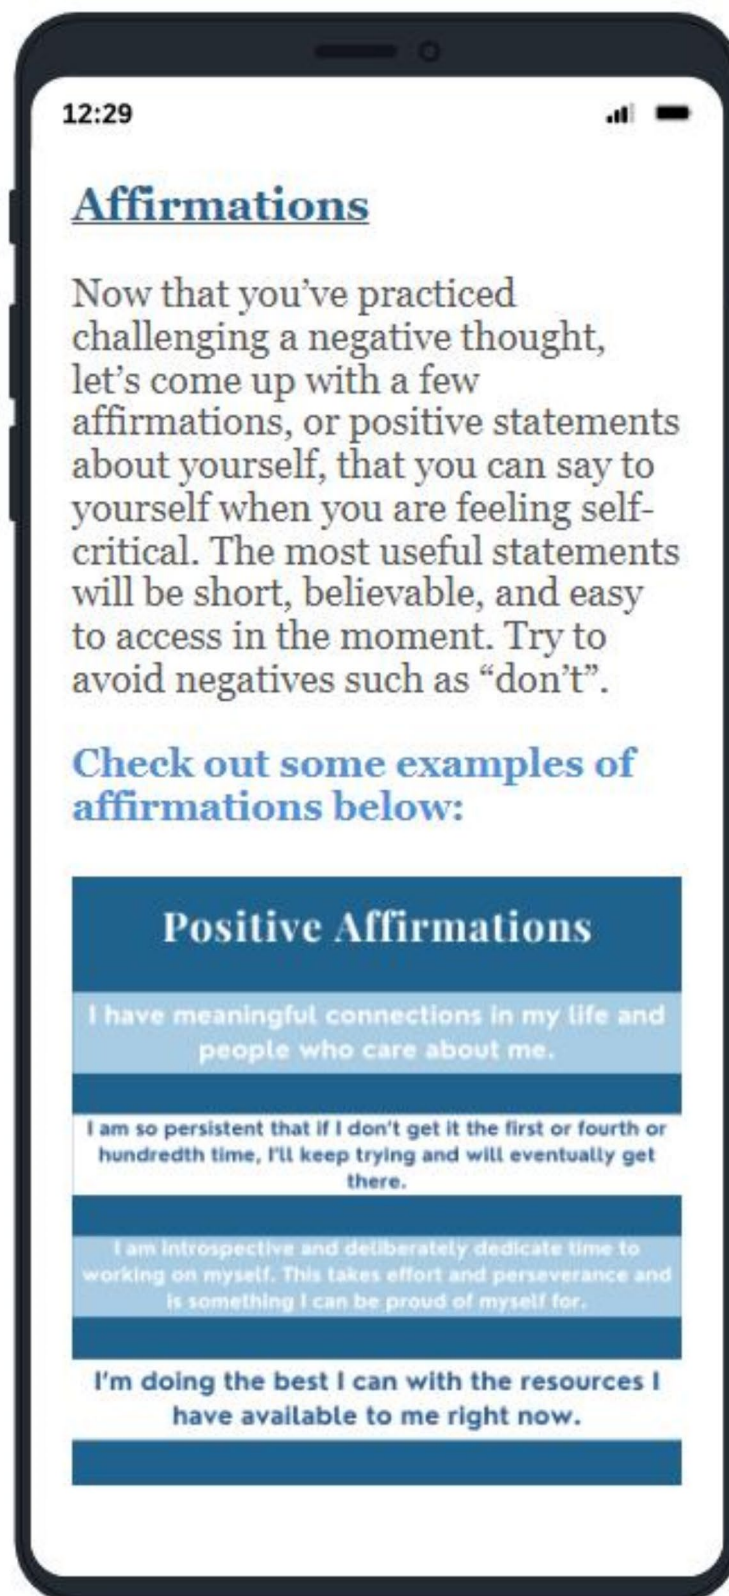 12:29
Affirmations
Now that you’ve practiced
challenging a negative thought,
let’s come up with a few
affirmations, or positive statements
about yourself, that you can say to
yourself when you are feeling self-
critical. The most useful statements
will be short, believable, and easy
to access in the moment. Try to
avoid negatives such as “don’t”.
Check out some examples of
affirmations below:
Positive Affirmations
I have meaningful connections in my life and
people who care about me.
I am so persistent that if I don't get it the first or fourth or
hundredth time, I'll keep trying and will eventually get
there.
I am introspective and deliberately dedicate time to
working on myself. This takes effort and perseverance and
is something I can be proud of myself for.
I'm doing the best I can with the resources I
have available to me right now.